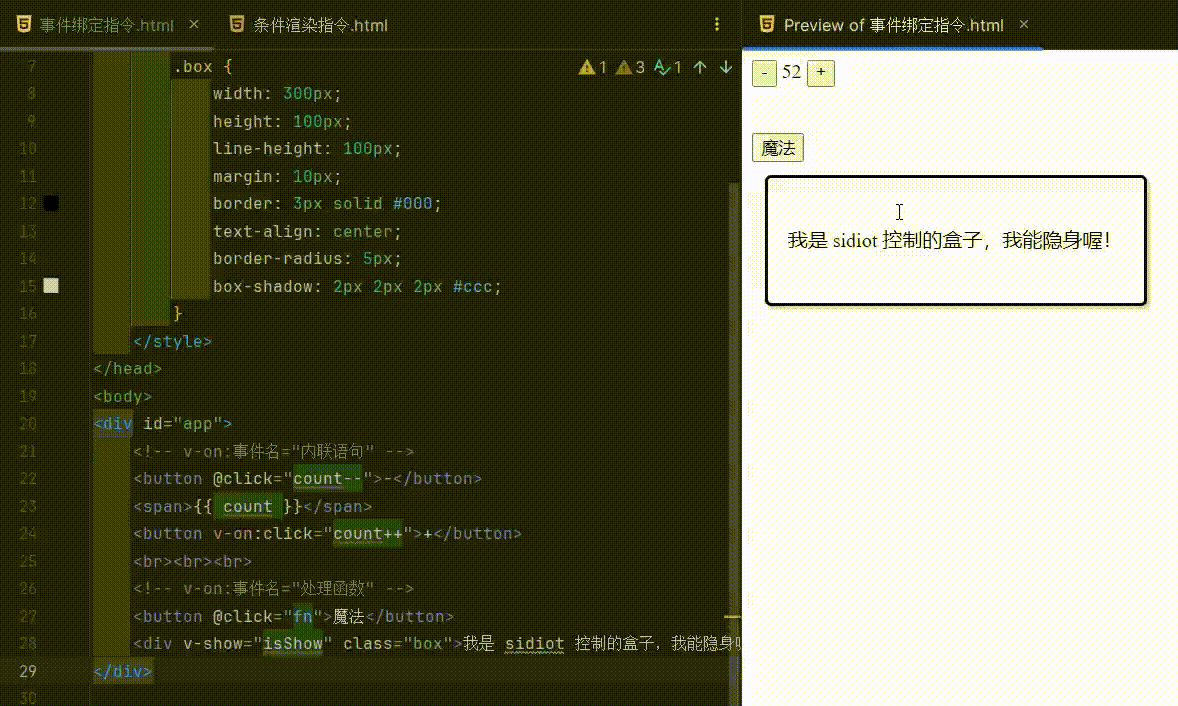 事件绑定指令.html
条件渲染指令.html
Preview of 事件绑定指令.html
1 3 1
7 .box {
8 width: 300px;
9 height: 100px;
10 line-height: 100px;
11 margin: 10px;
12 border: 3px solid #000;
13 text-align: center;
14 border-radius: 5px;
15 box-shadow: 2px 2px 2px #ccc;
16 }
17 </style>
18 </head>
19 <body>
20 <div id="app">
21 <!-- v-on:事件名="内联语句" -->
22 <button @click="count--">-</button>
23 <span>{{ count }}</span>
24 <button v-on:click="count++">+</button>
25 <br><br><br>
26 <!-- v-on:事件名="处理函数" -->
27 <button @click="fn">魔法</button>
28 <div v-show="isShow" class="box">我是 sidiot 控制的盒子，我能隐身
29 </div>
30
- 52 +
魔法
我是 sidiot 控制的盒子，我能隐身喔！